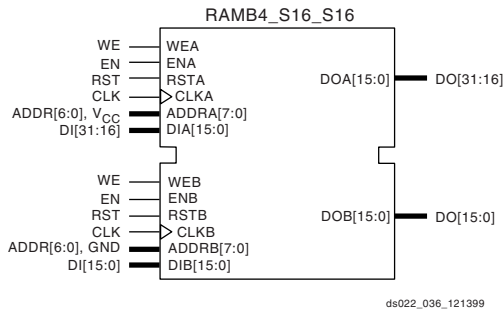 RAMB4_S16_S16
WE WEA
EN ENA
RST RSTA DOA[15:0] DO[31:16]
CLK CLKA
ADDR[6:0], VCC ADDRA[7:0]
DI[31:16] DIA[15:0]
WE WEB
EN ENB
RST RSTB DOB[15:0] DO[15:0]
CLK CLKB
ADDR[6:0], GND ADDRB[7:0]
DI[15:0] DIB[15:0]
ds022_036_121399